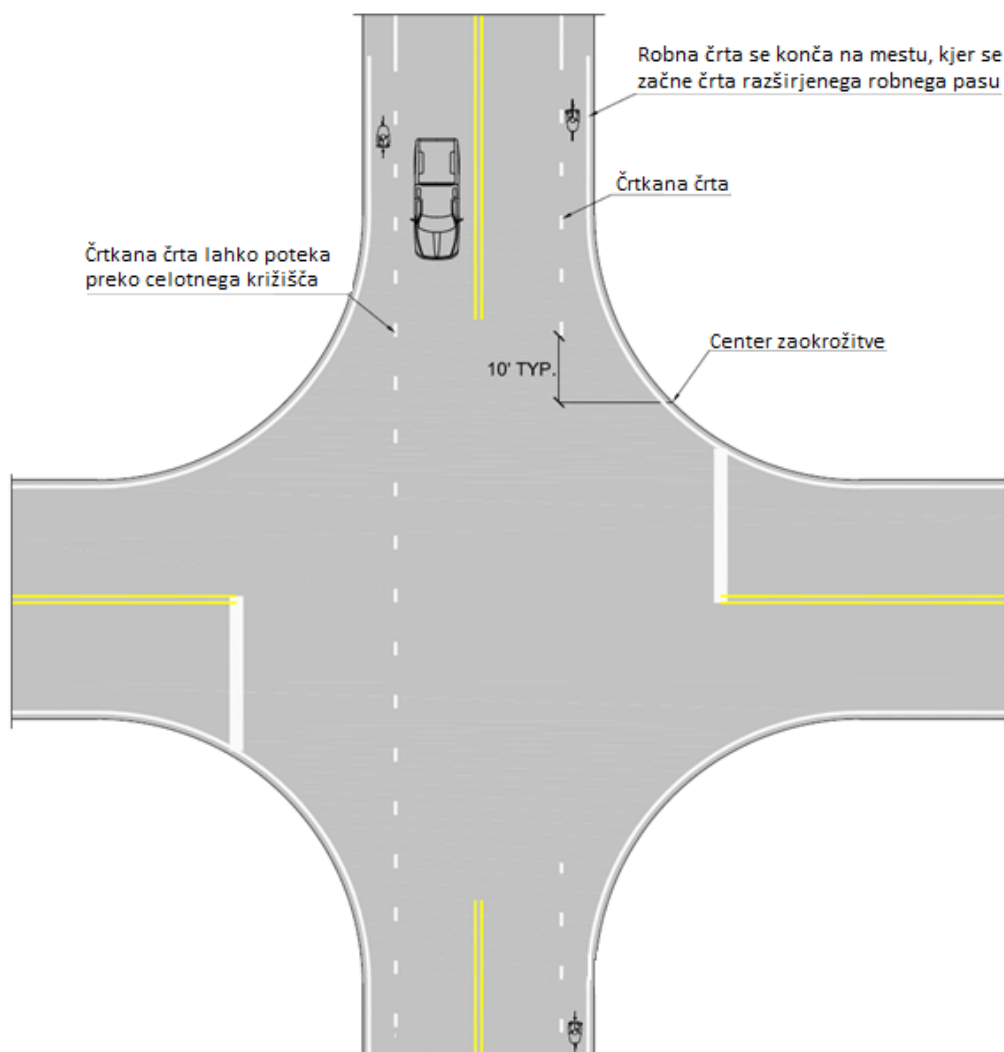 Robna črta se konča na mestu, kjer se
začne črta razširjenega robnega pasu
Črtkana črta
Črtkana črta lahko poteka
preko celotnega križišča
Center zaokrožitve
10' TYP.